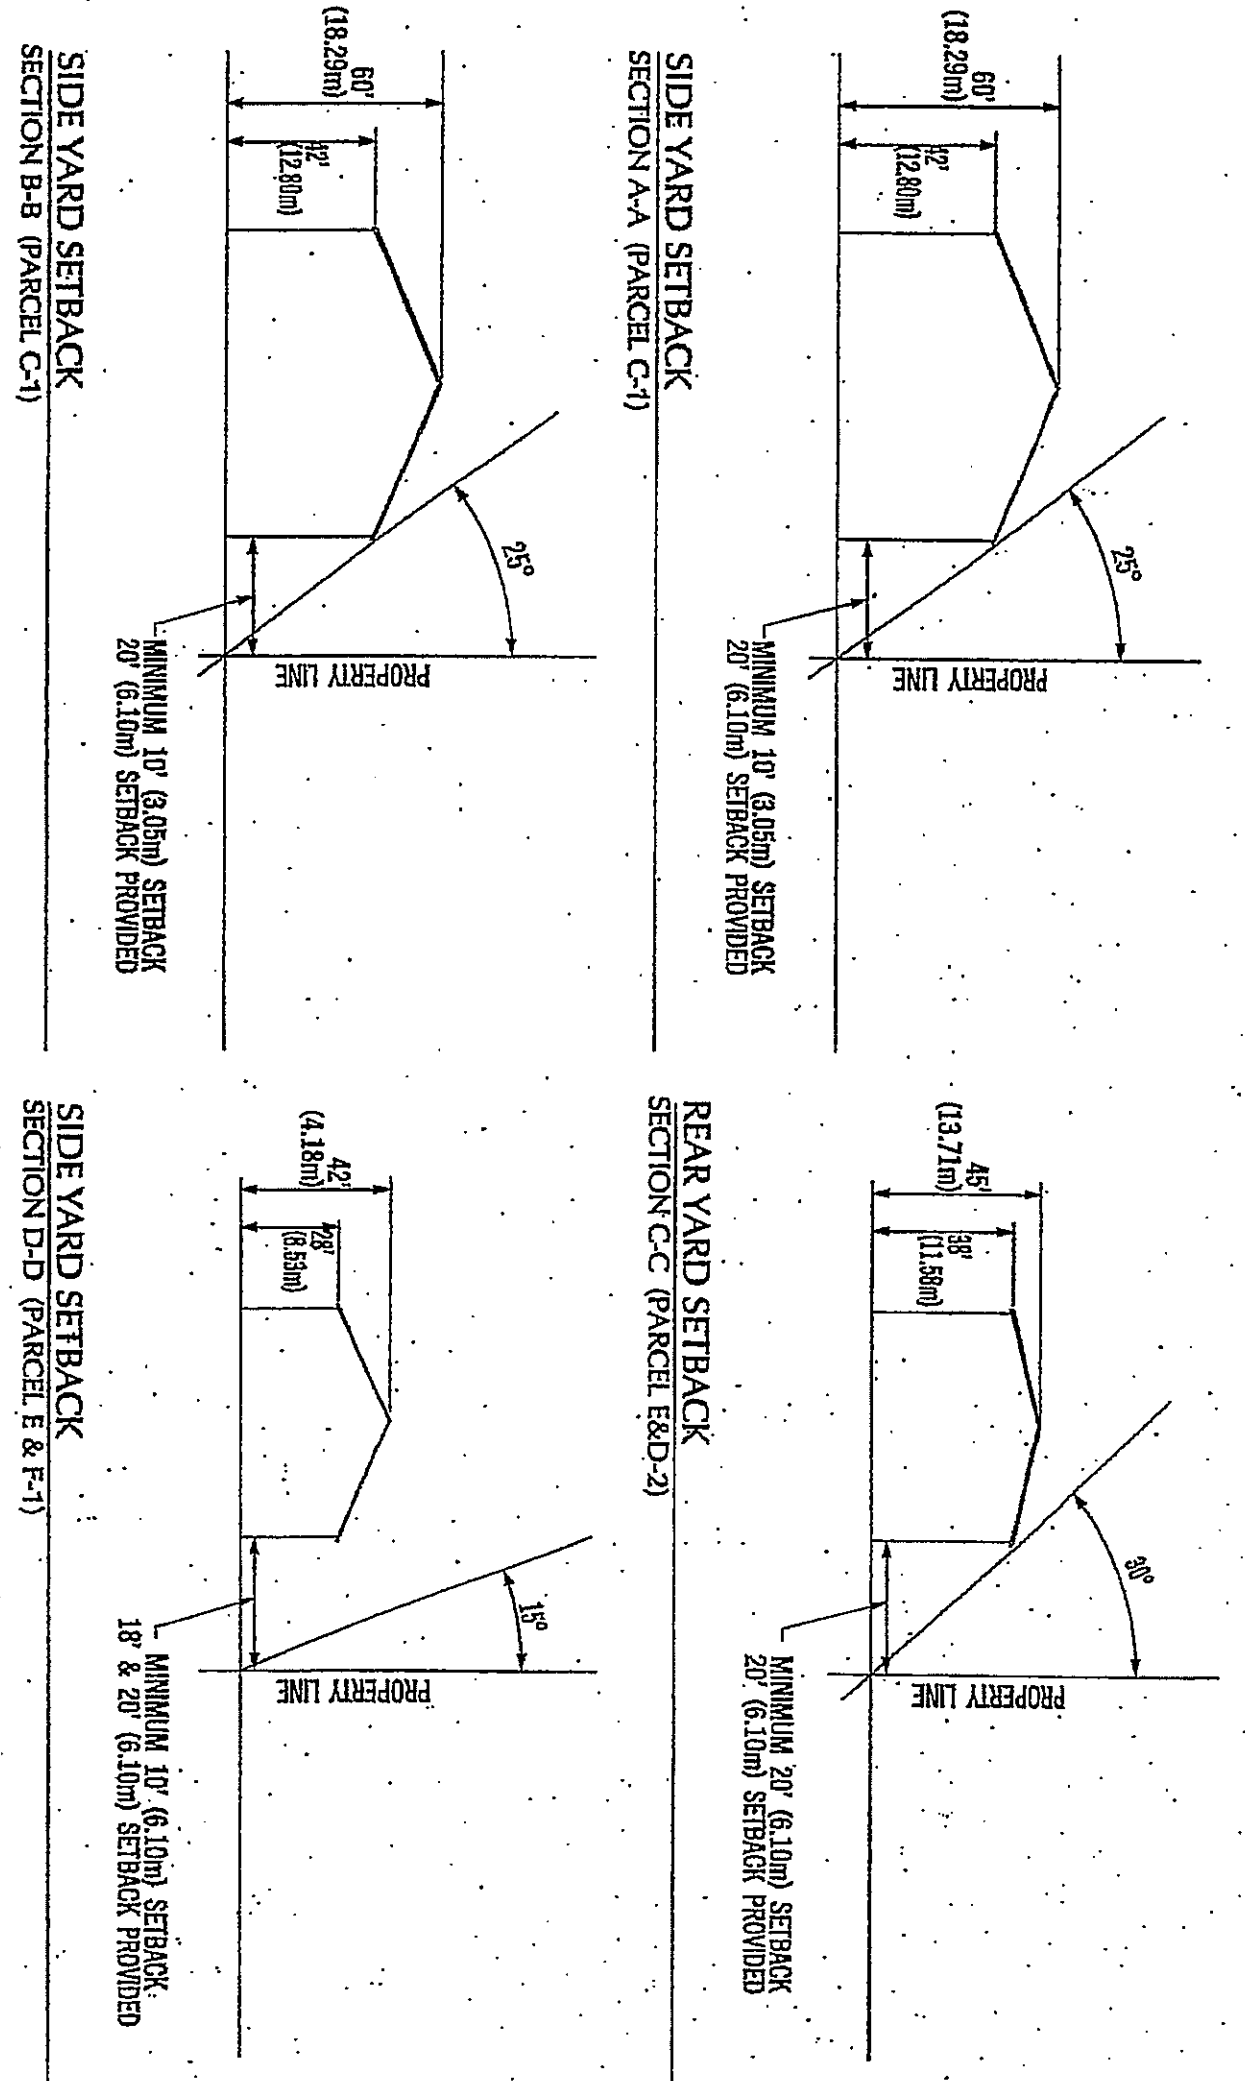 60'
(18.29m)
42'
(12.80m)
25°
PROPERTY LINE
MINIMUM 10' (3.05m) SETBACK
20' (6.10m) SETBACK PROVIDED
SIDE YARD SETBACK
SECTION A-A (PARCEL C-1)
45'
(13.71m)
38'
(11.58m)
30°
PROPERTY LINE
MINIMUM 20' (6.10m) SETBACK
20' (6.10m) SETBACK PROVIDED
REAR YARD SETBACK
SECTION C-C (PARCEL E&D-2)
60'
(18.29m)
42'
(12.80m)
25°
PROPERTY LINE
MINIMUM 10' (3.05m) SETBACK
20' (6.10m) SETBACK PROVIDED
SIDE YARD SETBACK
SECTION B-B (PARCEL C-1)
42'
(4.18m)
28'
(8.53m)
15°
PROPERTY LINE
MINIMUM 10' (6.10m) SETBACK
18' & 20' (6.10m) SETBACK PROVIDED
SIDE YARD SETBACK
SECTION D-D (PARCEL E & F-1)